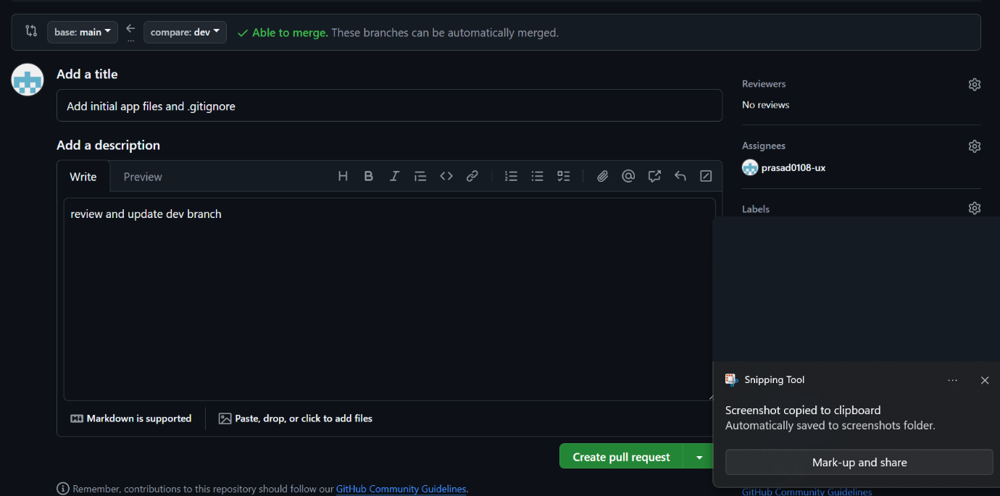 base: main
...
compare: dev
Able to merge. These branches can be automatically merged.
Add a title
Add initial app files and .gitignore
Add a description
Write
Preview
H B I
review and update dev branch
Markdown is supported
Paste, drop, or click to add files
Create pull request
Remember, contributions to this repository should follow our GitHub Community Guidelines.
Reviewers
No reviews
Assignees
prasad0108-ux
Labels
Snipping Tool
...
Screenshot copied to clipboard
Automatically saved to screenshots folder.
Mark-up and share
GitHub Community Guidelines